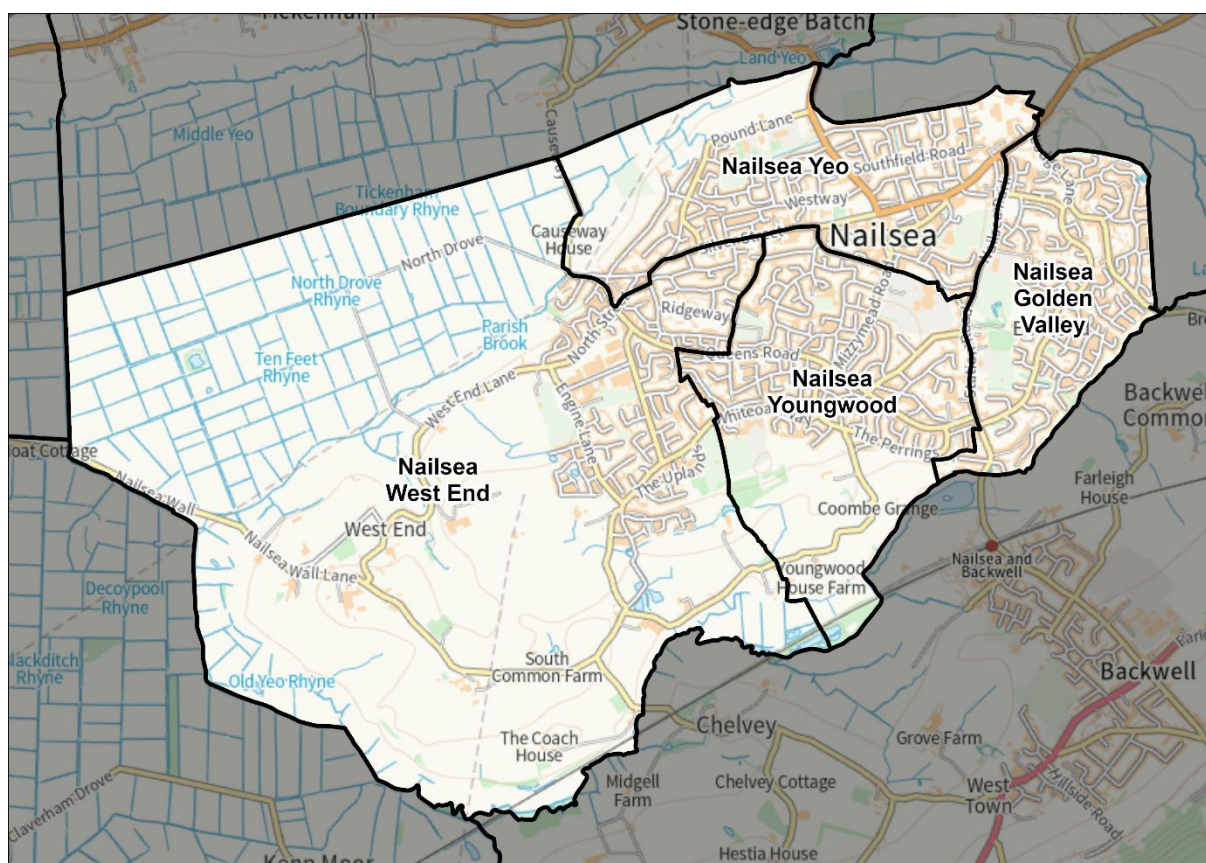 Stone-edge Batch
Land Yeo
Middle Yeo
Pound Lane
Nailsea Yeo
Southfield Road
Westway
Tickenham
Boundary Rhyne
Causeway
House
Nailsea
North Drove
North Drove
Rhyne
Nailsea
Golden
Valley
Ridgeway
Parish
Brook
Mizzymead Road
Queens Road
Ten Feet
Rhyne
West End Lane
Engine Lane
Nailsea
Youngwood
Backwell
Common
The Perrings
Nailsea
West End
Nailsea Wall
The Uplands
Farleigh
House
Coombe Grange
West End
Nailsea Wall Lane
Nailsea and
Backwell
Youngwood
House Farm
Decoypool
Rhyne
Blackditch
Rhyne
Old Yeo Rhyne
South
Common Farm
Backwell
Chelvey
The Coach
House
Grove Farm
Midgell
Farm
Chelvey Cottage
West
Town
Hillside Road
Claverham Drove
Kenn Moor
Hestia House